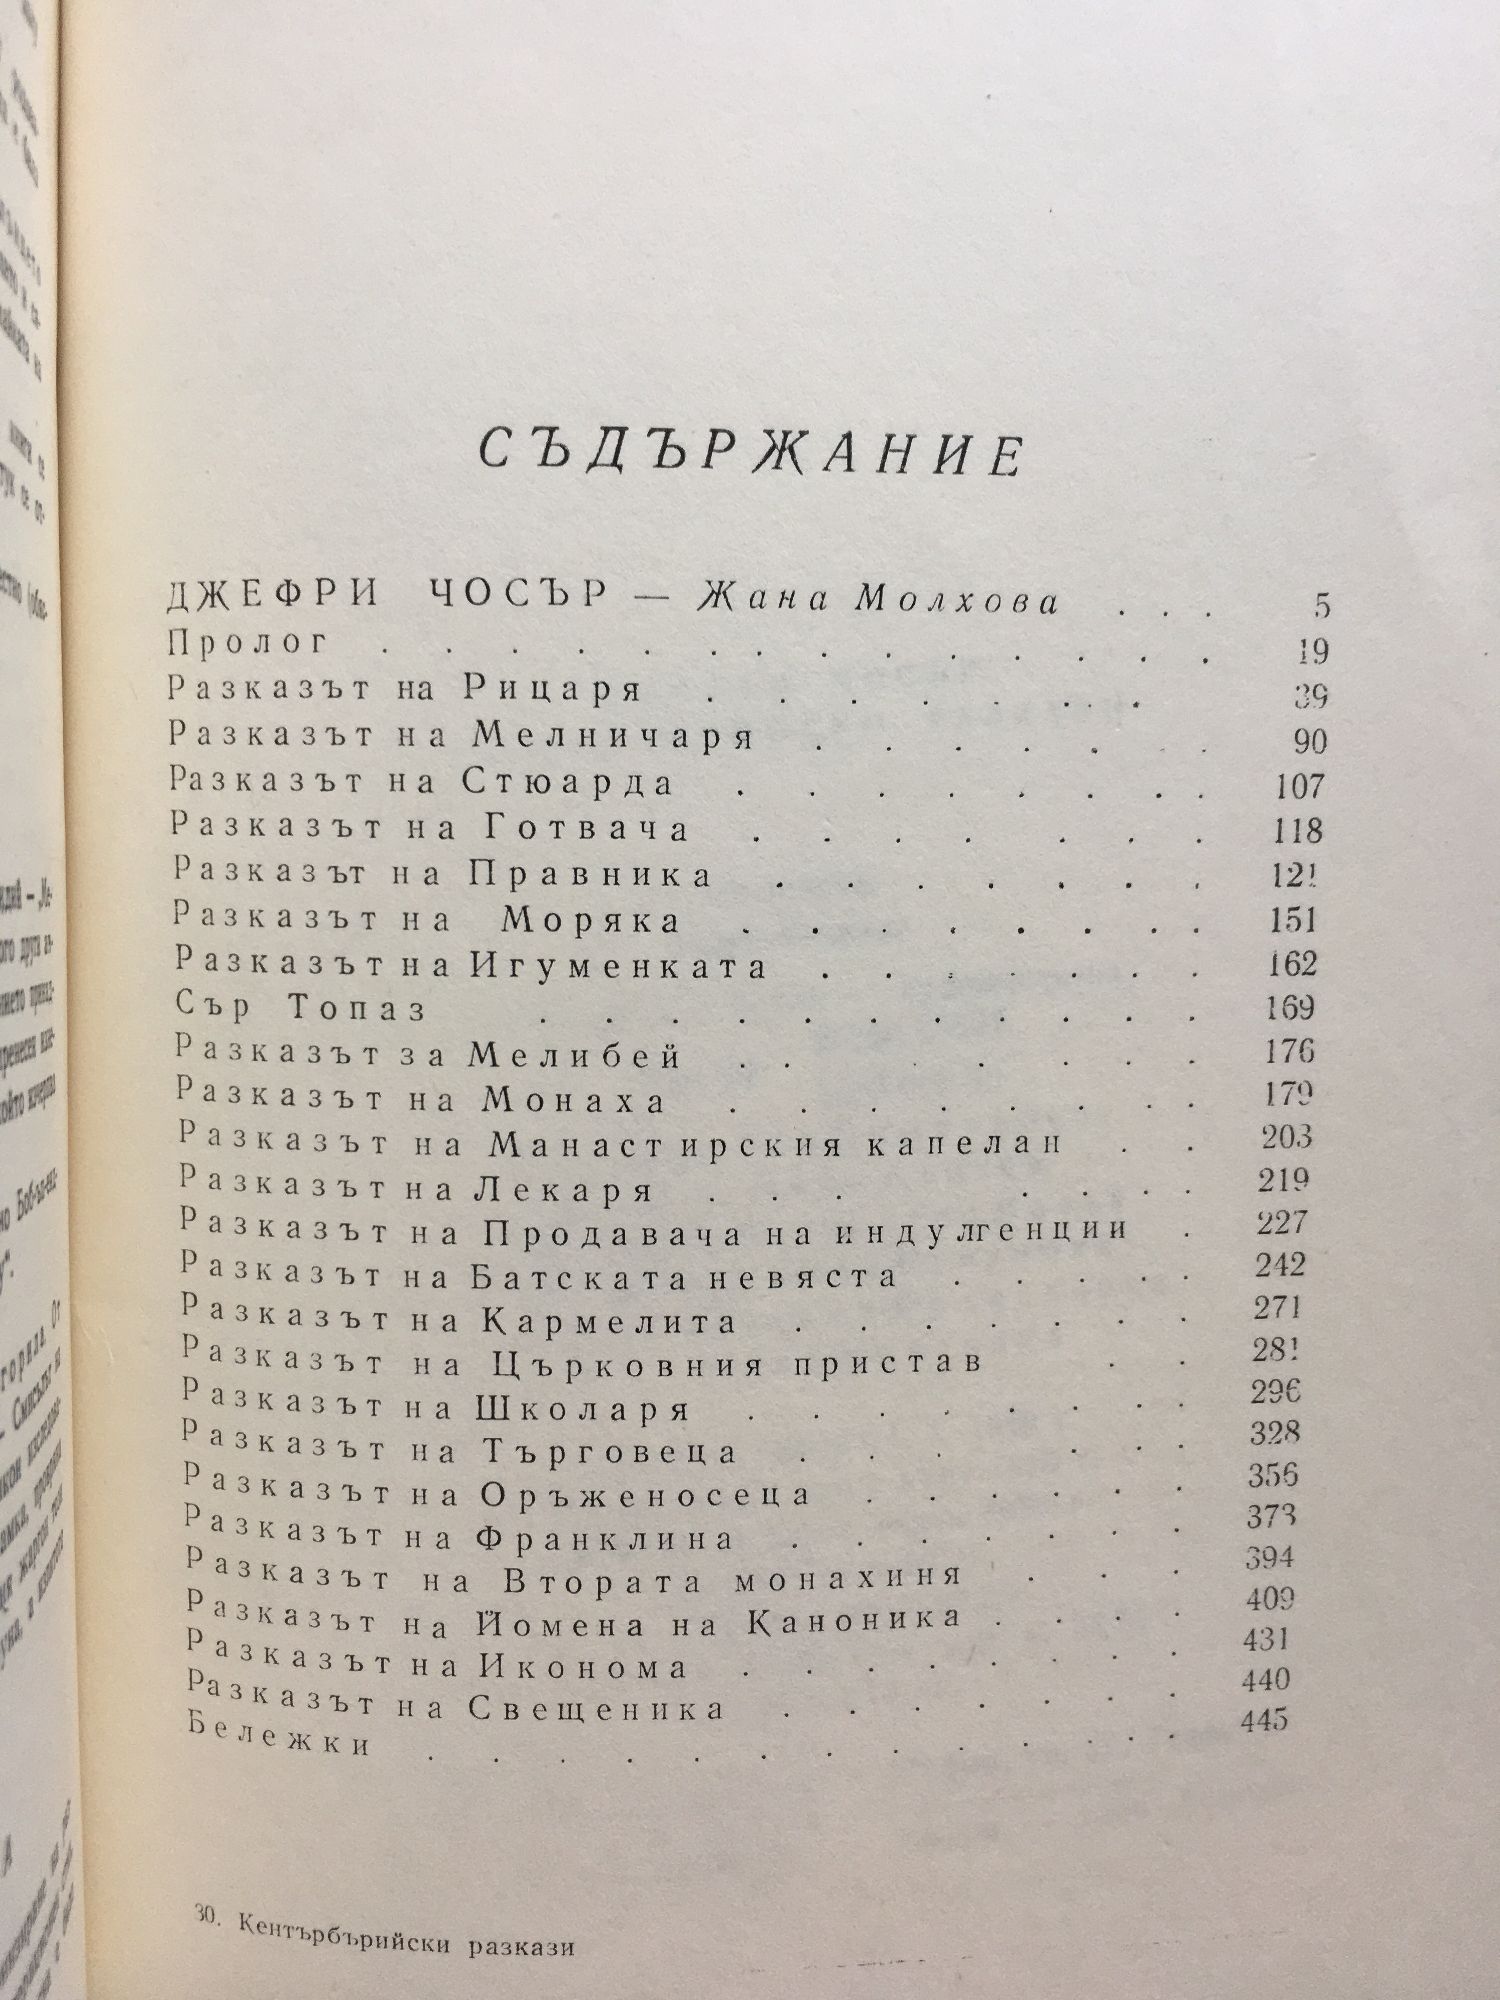 СЪДЪРЖАНИЕ
ДЖЕФРИ ЧОСЪР — Жана Молхова . . . 5
Пролог . . . . . . . . . . . . . 19
Разказът на Рицаря . . . . . . . . 39
Разказът на Мелничаря . . . . . . . 90
Разказът на Стюарда . . . . . . . . 107
Разказът на Готвача . . . . . . . 118
Разказът на Правника . . . . . . . 121
Разказът на Моряка . . . . . . . . 151
Разказът на Игуменката . . . . . . . 162
Сър Топаз . . . . . . . . . . . 169
Разказът за Мелибей . . . . . . . 176
Разказът на Монаха . . . . . . . . 179
Разказът на Манастирския капелан . . 203
Разказът на Лекаря . . . . . . . 219
Разказът на Продавача на индулгенции . 227
Разказът на Батската невяста . . . . . 242
Разказът на Кармелита . . . . . . . 271
Разказът на Църковния пристав . . 281
Разказът на Школаря . . . . . . . . 296
Разказът на Търговеца . . . . . . 328
Разказът на Оръженосеца . . . . . . 356
Разказът на Франклина . . . . . . . 373
Разказът на Втората монахиня . . . 394
Разказът на Йомена на Каноника . . . . 409
Разказът на Иконома . . . . . . . . 431
Разказът на Свещеника . . . . . . . 440
Бележки . . . . . . . . . . . . . 445
30. Кентърбърийски разкази